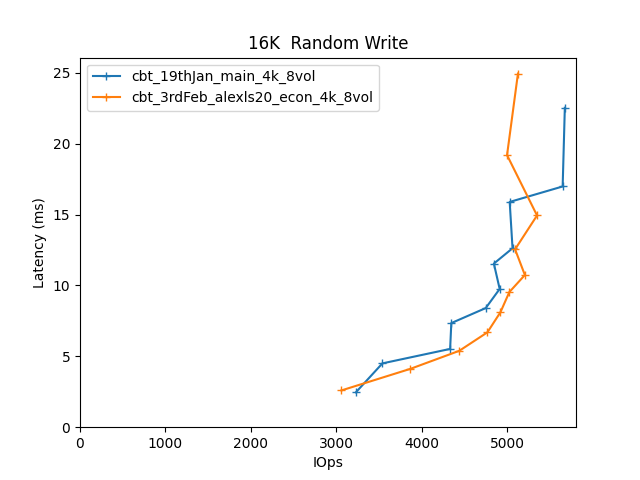 16K  Random Write
cbt_19thJan_main_4k_8vol
cbt_3rdFeb_alexls20_econ_4k_8vol
25
20
15
10
5
0
Latency (ms)
0 1000 2000 3000 4000 5000
IOps